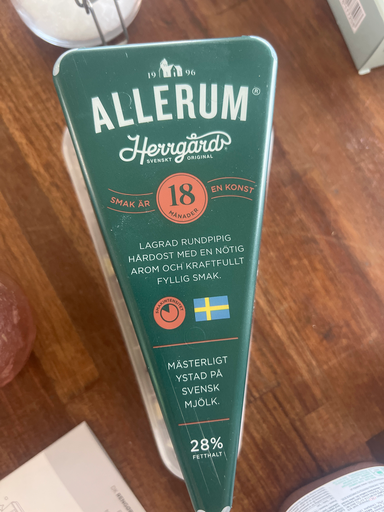 19 96
ALLERUM®
Herrgård®
SVENSKT ORIGINAL
SMAK ÄR 18 EN KONST
MÅNADER
LAGRAD RUNDPIPIG
HÅRDOST MED EN NÖTIG
AROM OCH KRAFTFULLT
FYLLIG SMAK.
SMAKINTENSITET
MÄSTERLIGT
YSTAD PÅ
SVENSK
MJÖLK.
28%
FETTHALT